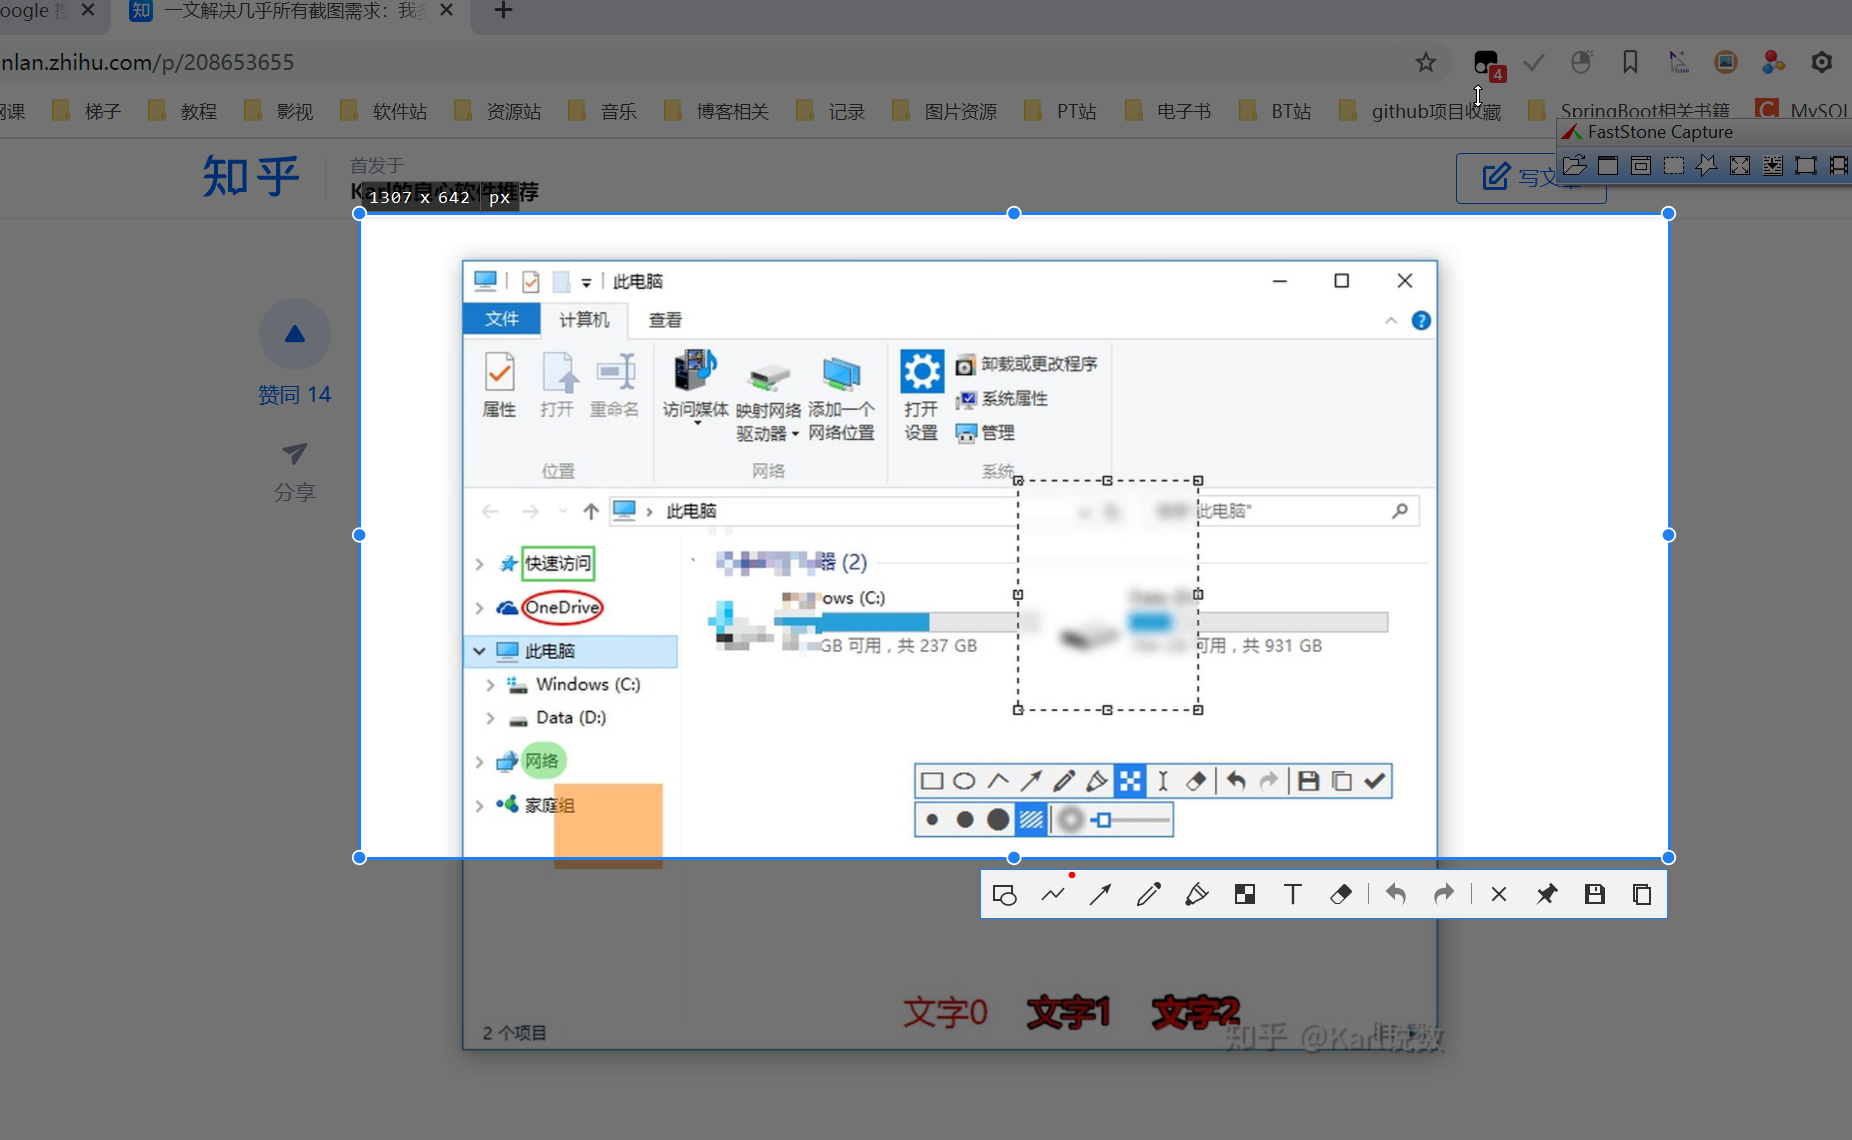 知 一文解决几乎所有截图需求：我
nlan.zhihu.com/p/208653655
4
梯子 教程 影视 软件站 资源站 音乐 博客相关 记录 图片资源 PT站 电子书 BT站 github项目收藏 SpringBoot相关书籍
FastStone Capture
知乎
首发于
Karl的良心软件推荐
写文章
1307 x 642 px
此电脑
文件 计算机 查看
赞同 14
分享
属性 打开 重命名 访问媒体 映射网络驱动器 添加一个网络位置 打开设置 卸载或更改程序
系统属性
管理
位置 网络 系统
此电脑
此电脑"
快速访问
器 (2)
OneDrive
ows (C:)
GB 可用，共 237 GB
可用，共 931 GB
此电脑
Windows (C:)
Data (D:)
网络
家庭组
文字0 文字1 文字2
2 个项目
知乎 @Karl说数